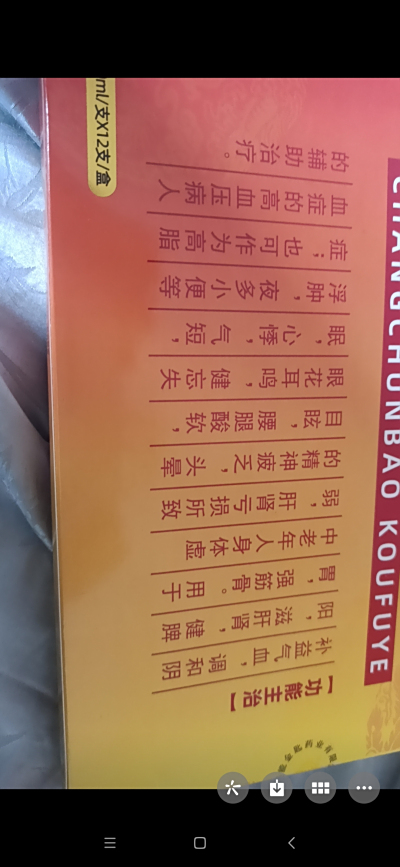 CHANGCHUNBAO KOUFUYE
【功能主治】
补益气血，调和阴
阳，滋肝肾，健脾
胃，强筋骨。用于
中老年人身体虚
弱，肝肾亏损所致
的精神疲乏，头晕
目眩，腰腿酸软，
眼花耳鸣，健忘失
眠，心悸，气短，
浮肿，夜多小便等
症；也可作为高脂
血症的高血压病人
的辅助治疗。
ml/支X12支/盒